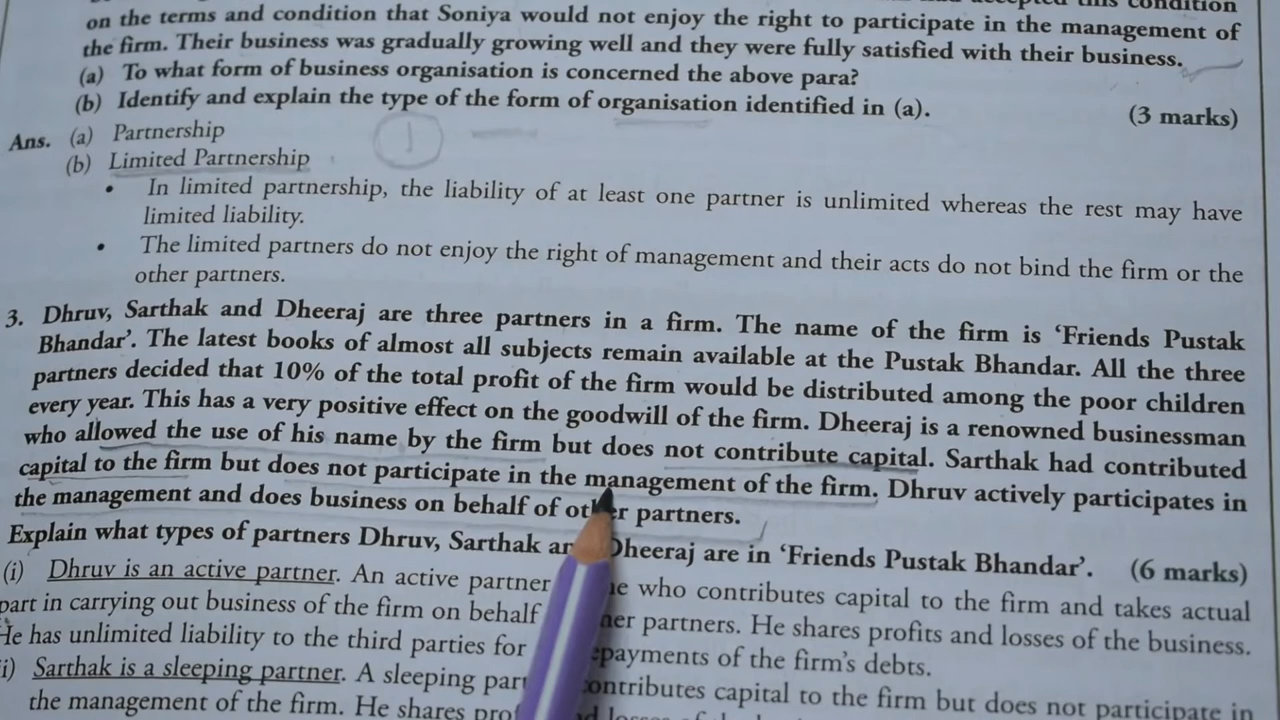 condition
on the terms and condition that Soniya would not enjoy the right to participate in the management of
the firm. Their business was gradually growing well and they were fully satisfied with their business.
(a) To what form of business organisation is concerned the above para?
(b) Identify and explain the type of the form of organisation identified in (a). (3 marks)
Ans. (a) Partnership
(b) Limited Partnership
• In limited partnership, the liability of at least one partner is unlimited whereas the rest may have
limited liability.
• The limited partners do not enjoy the right of management and their acts do not bind the firm or the
other partners.
3. Dhruv, Sarthak and Dheeraj are three partners in a firm. The name of the firm is ‘Friends Pustak
Bhandar’. The latest books of almost all subjects remain available at the Pustak Bhandar. All the three
partners decided that 10% of the total profit of the firm would be distributed among the poor children
every year. This has a very positive effect on the goodwill of the firm. Dheeraj is a renowned businessman
who allowed the use of his name by the firm but does not contribute capital. Sarthak had contributed
capital to the firm but does not participate in the management of the firm. Dhruv actively participates in
the management and does business on behalf of other partners.
Explain what types of partners Dhruv, Sarthak and Dheeraj are in ‘Friends Pustak Bhandar’. (6 marks)
(i) Dhruv is an active partner. An active partner who contributes capital to the firm and takes actual
part in carrying out business of the firm on behalf partners. He shares profits and losses of the business.
He has unlimited liability to the third parties for payments of the firm’s debts.
i) Sarthak is a sleeping partner. A sleeping contributes capital to the firm but does not participate in
the management of the firm. He shares